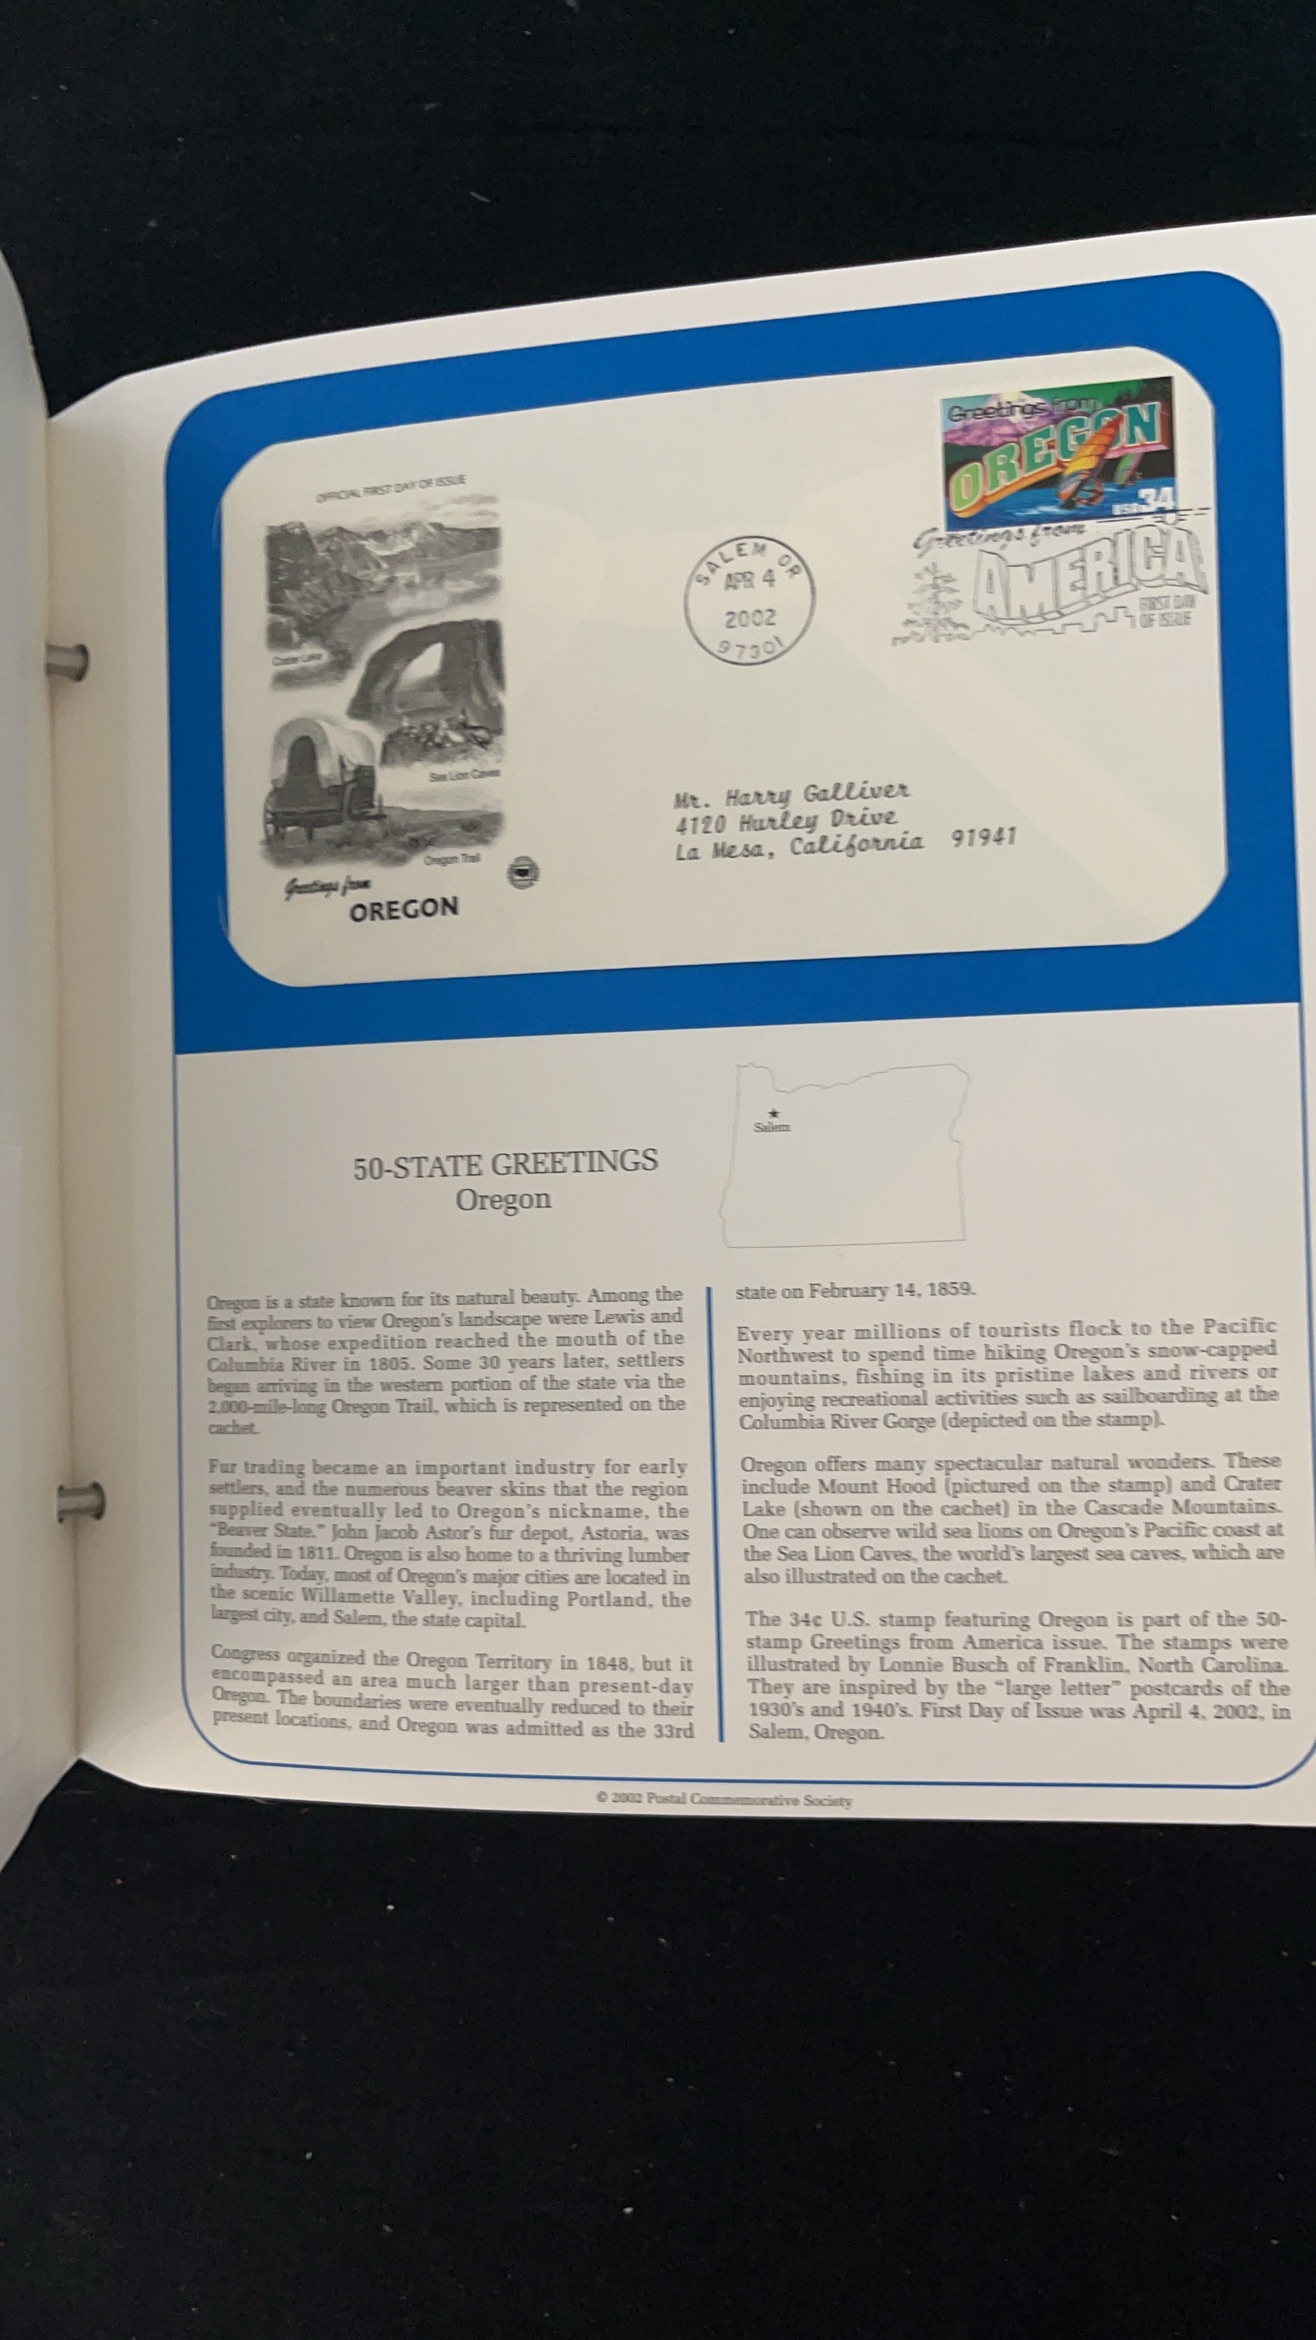 OFFICIAL FIRST DAY OF ISSUE
Greetings from
OREGON
USA 34
SALEM OR
APR 4
2002
97301
Greetings from
AMERICA
FIRST DAY
OF ISSUE
Crater Lake
Sea Lion Caves
Oregon Trail
Greetings from
OREGON
Mr. Harry Galliver
4120 Hurley Drive
La Mesa, California 91941
Salem
50-STATE GREETINGS
Oregon
Oregon is a state known for its natural beauty. Among the
first explorers to view Oregon's landscape were Lewis and
Clark, whose expedition reached the mouth of the
Columbia River in 1805. Some 30 years later, settlers
began arriving in the western portion of the state via the
2,000-mile-long Oregon Trail, which is represented on the
cachet.
Fur trading became an important industry for early
settlers, and the numerous beaver skins that the region
supplied eventually led to Oregon's nickname, the
"Beaver State." John Jacob Astor's fur depot, Astoria, was
founded in 1811. Oregon is also home to a thriving lumber
industry. Today, most of Oregon's major cities are located in
the scenic Willamette Valley, including Portland, the
largest city, and Salem, the state capital.
Congress organized the Oregon Territory in 1848, but it
encompassed an area much larger than present-day
Oregon. The boundaries were eventually reduced to their
present locations, and Oregon was admitted as the 33rd
state on February 14, 1859.
Every year millions of tourists flock to the Pacific
Northwest to spend time hiking Oregon's snow-capped
mountains, fishing in its pristine lakes and rivers or
enjoying recreational activities such as sailboarding at the
Columbia River Gorge (depicted on the stamp).
Oregon offers many spectacular natural wonders. These
include Mount Hood (pictured on the stamp) and Crater
Lake (shown on the cachet) in the Cascade Mountains.
One can observe wild sea lions on Oregon's Pacific coast at
the Sea Lion Caves, the world's largest sea caves, which are
also illustrated on the cachet.
The 34¢ U.S. stamp featuring Oregon is part of the 50-
stamp Greetings from America issue. The stamps were
illustrated by Lonnie Busch of Franklin, North Carolina.
They are inspired by the "large letter" postcards of the
1930's and 1940's. First Day of Issue was April 4, 2002, in
Salem, Oregon.
© 2002 Postal Commemorative Society